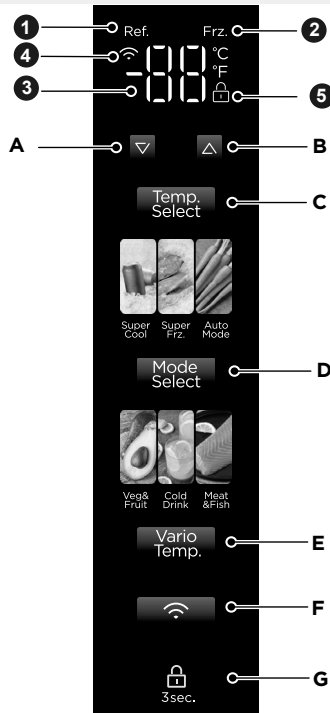 1 Ref. Frz. 2
4 °C
-88 °F
3 5
A B
Temp. C
Select
Super Super Auto
Cool Frz. Mode
Mode D
Select
Veg& Cold Meat
Fruit Drink &Fish
Vario E
Temp.
F
G
3sec.